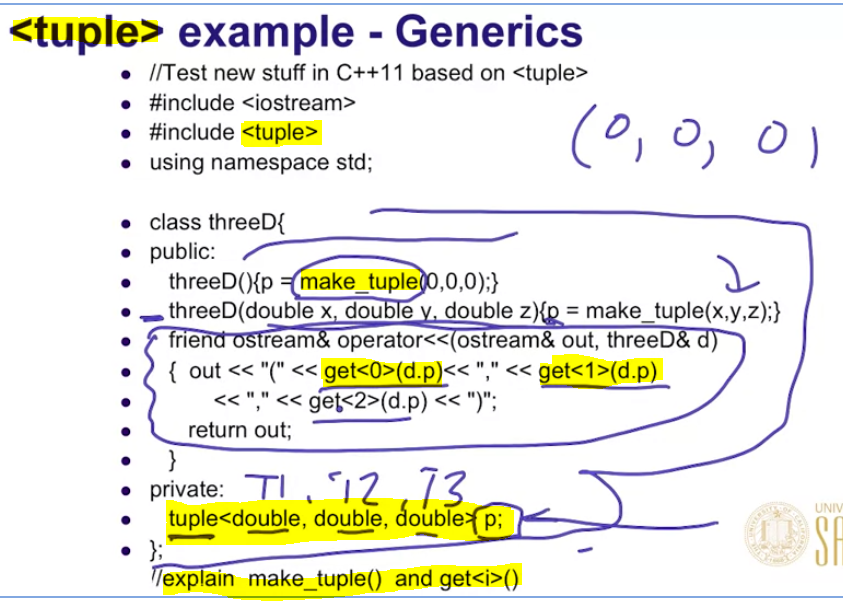 <tuple> example - Generics
• //Test new stuff in C++11 based on <tuple>
• #include <iostream>
• #include <tuple>
• using namespace std;
(0, 0, 0)
• class threeD{
• public:
• threeD(){p = make_tuple(0,0,0);}
• threeD(double x, double y, double z){p = make_tuple(x,y,z);}
• friend ostream& operator<<(ostream& out, threeD& d)
• { out << "(" << get<0>(d.p)<< "," << get<1>(d.p)
• << "," << get<2>(d.p) << ")";
• return out;
• }
• private:
T1, T2, T3
• tuple<double, double, double> p;
• };
//explain make_tuple() and get<i>()